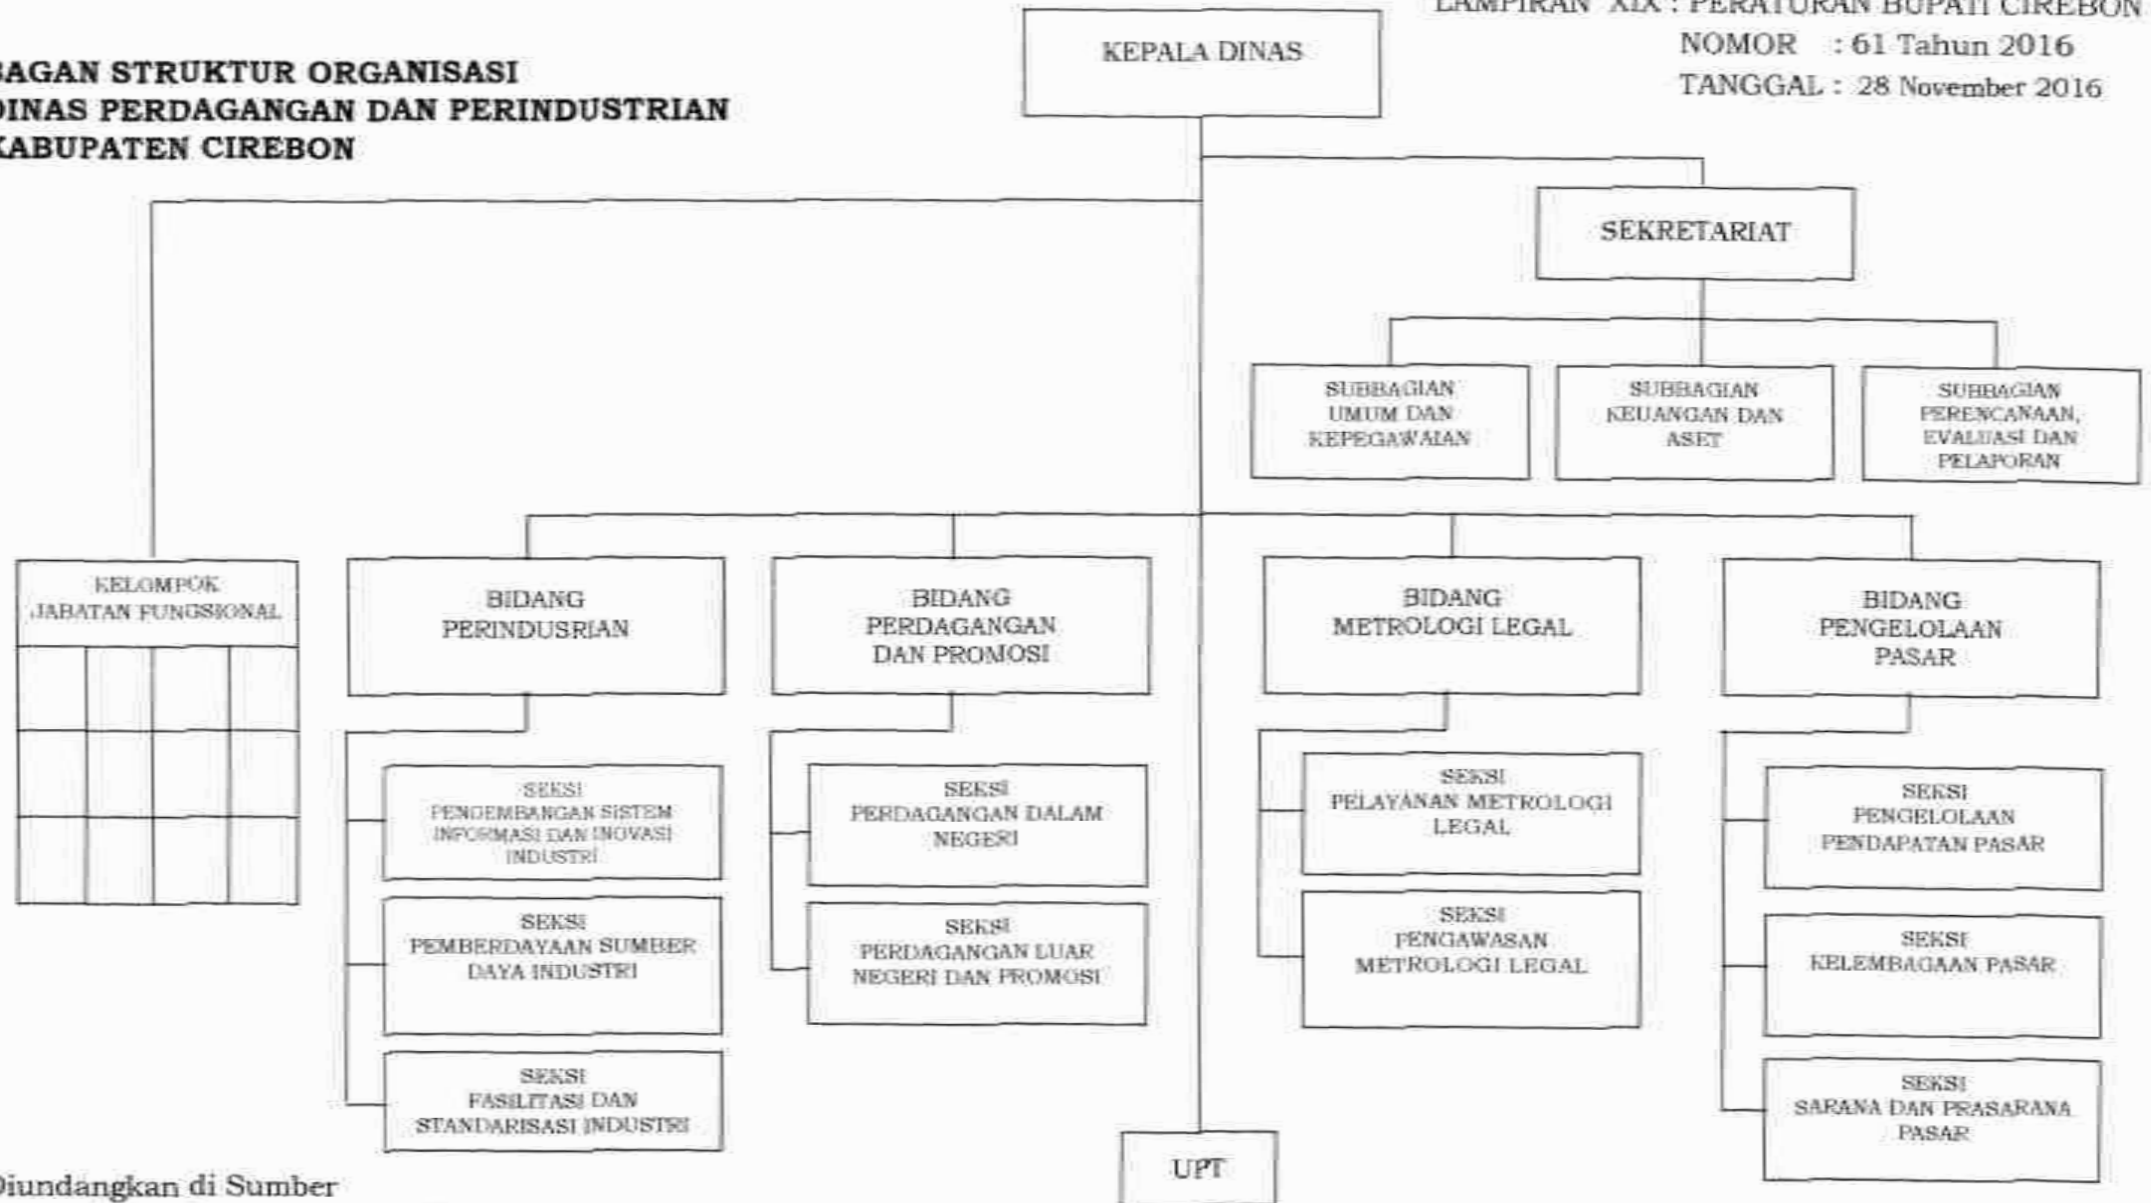 LAMPIRAN XIX : PERATURAN BUPATI CIREBON
NOMOR : 61 Tahun 2016
TANGGAL : 28 November 2016
BAGAN STRUKTUR ORGANISASI
DINAS PERDAGANGAN DAN PERINDUSTRIAN
KABUPATEN CIREBON
KEPALA DINAS
SEKRETARIAT
SUBBAGIAN
UMUM DAN
KEPEGAWAIAN
SUBBAGIAN
KEUANGAN DAN
ASET
SUBBAGIAN
PERENCANAAN,
EVALUASI DAN
PELAPORAN
KELOMPOK
JABATAN FUNGSIONAL
BIDANG
PERINDUSRIAN
BIDANG
PERDAGANGAN
DAN PROMOSI
BIDANG
METROLOGI LEGAL
BIDANG
PENGELOLAAN
PASAR
SEKSI
PENGEMBANGAN SISTEM
INFORMASI DAN INOVASI
INDUSTRI
SEKSI
PEMBERDAYAAN SUMBER
DAYA INDUSTRI
SEKSI
FASILITASI DAN
STANDARISASI INDUSTRI
SEKSI
PERDAGANGAN DALAM
NEGERI
SEKSI
PERDAGANGAN LUAR
NEGERI DAN PROMOSI
SEKSI
PELAYANAN METROLOGI
LEGAL
SEKSI
PENGAWASAN
METROLOGI LEGAL
SEKSI
PENGELOLAAN
PENDAPATAN PASAR
SEKSI
KELEMBAGAAN PASAR
SEKSI
SARANA DAN PRASARANA
PASAR
UPT
Diundangkan di Sumber